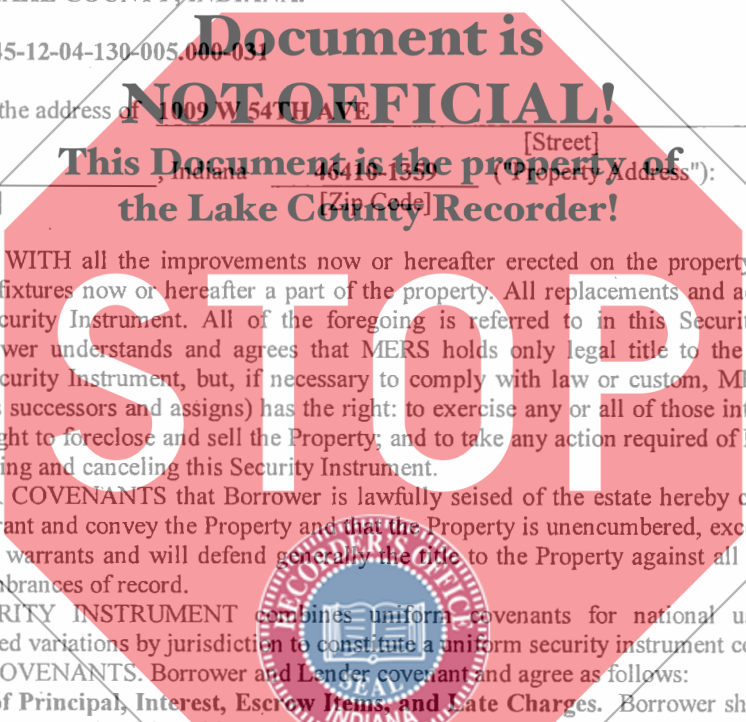 LAKE COUNTY, INDIANA:
Document is
45-12-04-130-005.000-031
the address of 1009 W 54TH AVE
NOT OFFICIAL!
[Street]
This Document is the property of
, Indiana 46410-1359 ("Property Address"):
]
[Zip Code]
the Lake County Recorder!
WITH all the improvements now or hereafter erected on the property
fixtures now or hereafter a part of the property. All replacements and a
curity Instrument. All of the foregoing is referred to in this Securit
wer understands and agrees that MERS holds only legal title to the
curity Instrument, but, if necessary to comply with law or custom, M
s successors and assigns) has the right: to exercise any or all of those int
ght to foreclose and sell the Property; and to take any action required of
ing and canceling this Security Instrument.
STOP
COVENANTS that Borrower is lawfully seised of the estate hereby c
rant and convey the Property and that the Property is unencumbered, exc
warrants and will defend generally the title to the Property against all
mbrances of record.
RITY INSTRUMENT combines uniform covenants for national u
ed variations by jurisdiction to constitute a uniform security instrument co
OVENANTS. Borrower and Lender covenant and agree as follows:
of Principal, Interest, Escrow Items, and Late Charges. Borrower sh
RECORDER'S OFFICE
SEAL
INDIANA